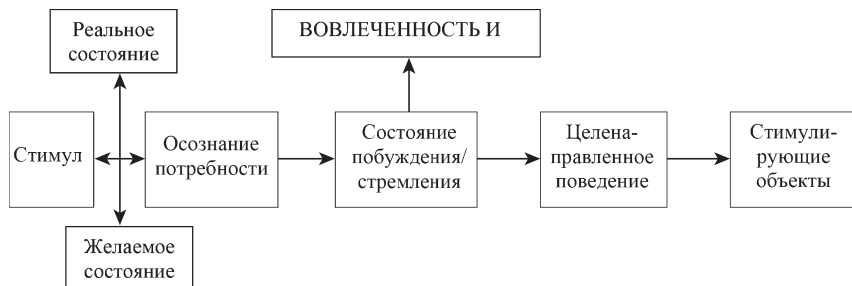 Реальное
состояние
ВОВЛЕЧЕННОСТЬ И
Стимул
Осознание
потребности
Состояние
побуждения/
стремления
Целена-
правленное
поведение
Стимули-
рующие
объекты
Желаемое
состояние